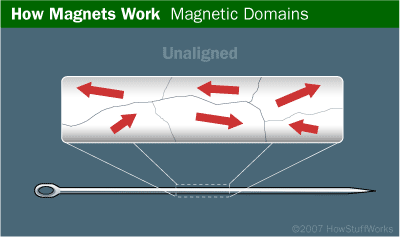 How Magnets Work Magnetic Domains
Unaligned
©2007 HowStuffWorks